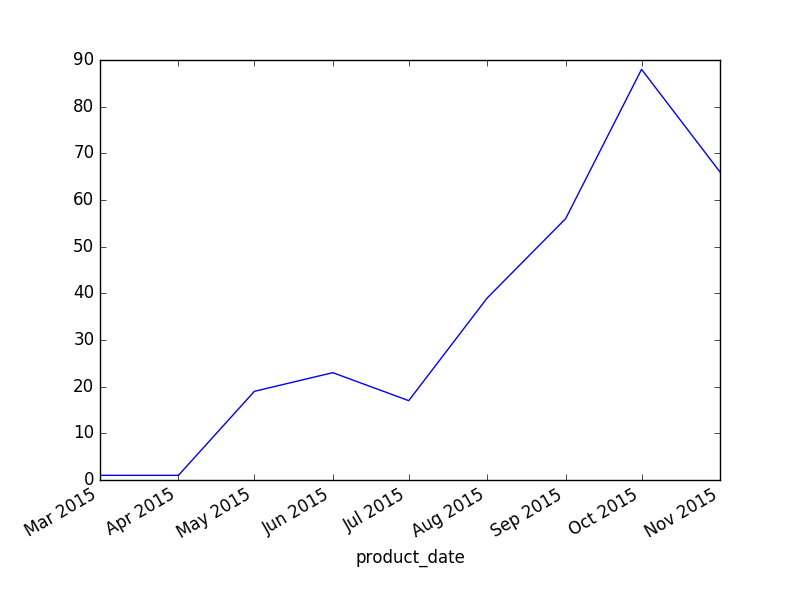 90
80
70
60
50
40
30
20
10
0
Mar 2015
Apr 2015
May 2015
Jun 2015
Jul 2015
Aug 2015
Sep 2015
Oct 2015
Nov 2015
product_date